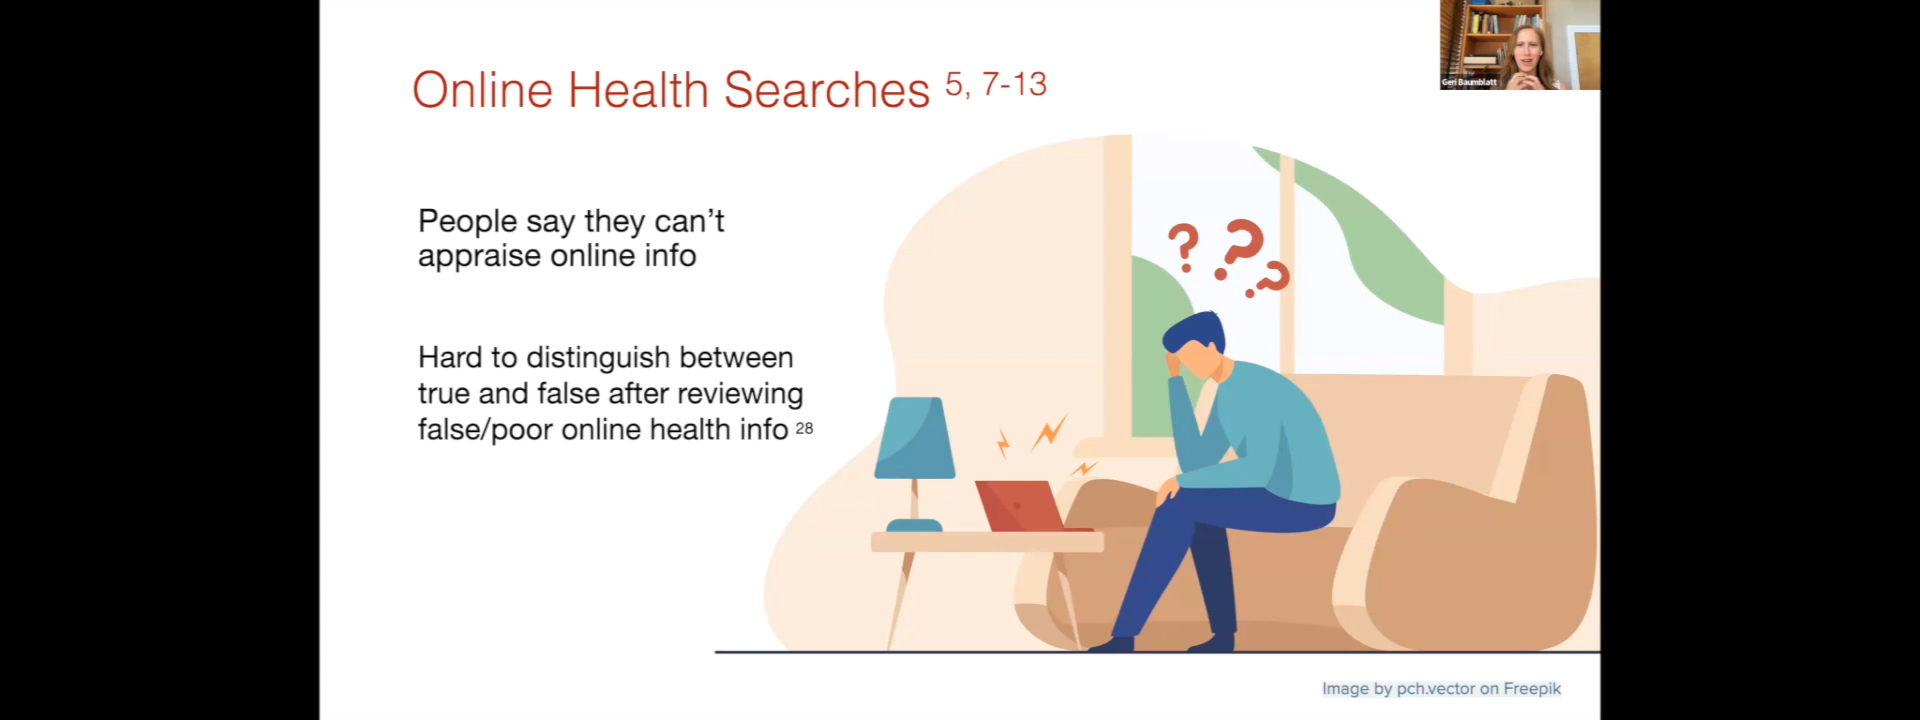 Online Health Searches 5, 7-13
Geri Baumblatt
People say they can't
appraise online info
? ? ?
Hard to distinguish between
true and false after reviewing
false/poor online health info 28
Image by pch.vector on Freepik